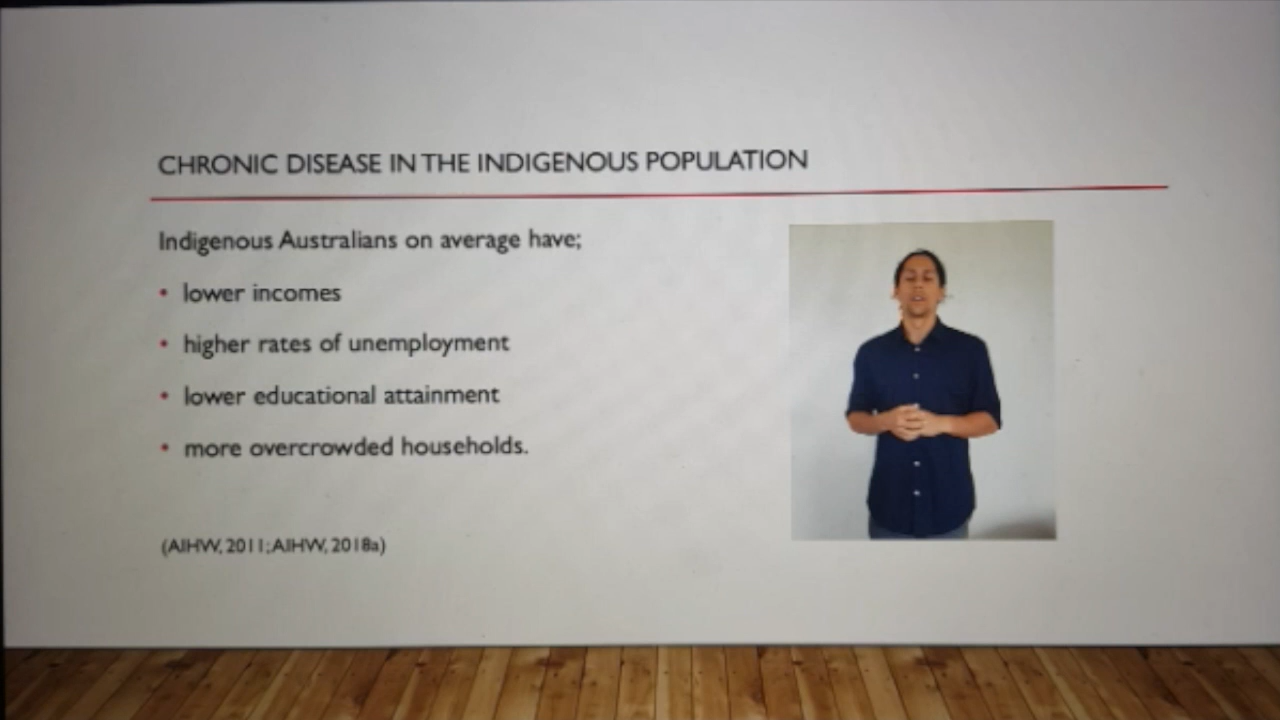 CHRONIC DISEASE IN THE INDIGENOUS POPULATION
Indigenous Australians on average have;
• lower incomes
• higher rates of unemployment
• lower educational attainment
• more overcrowded households.
(AIHW, 2011; AIHW, 2018a)